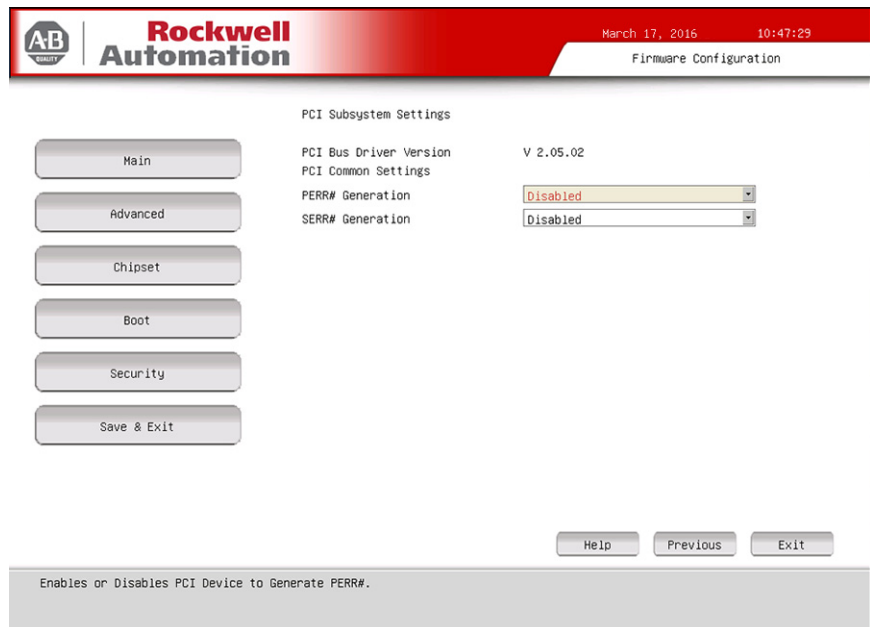 A-B
QUALITY
Rockwell
Automation
March 17, 2016 10:47:29
Firmware Configuration
PCI Subsystem Settings
PCI Bus Driver Version V 2.05.02
PCI Common Settings
PERR# Generation Disabled
SERR# Generation Disabled
Main
Advanced
Chipset
Boot
Security
Save & Exit
Help Previous Exit
Enables or Disables PCI Device to Generate PERR#.